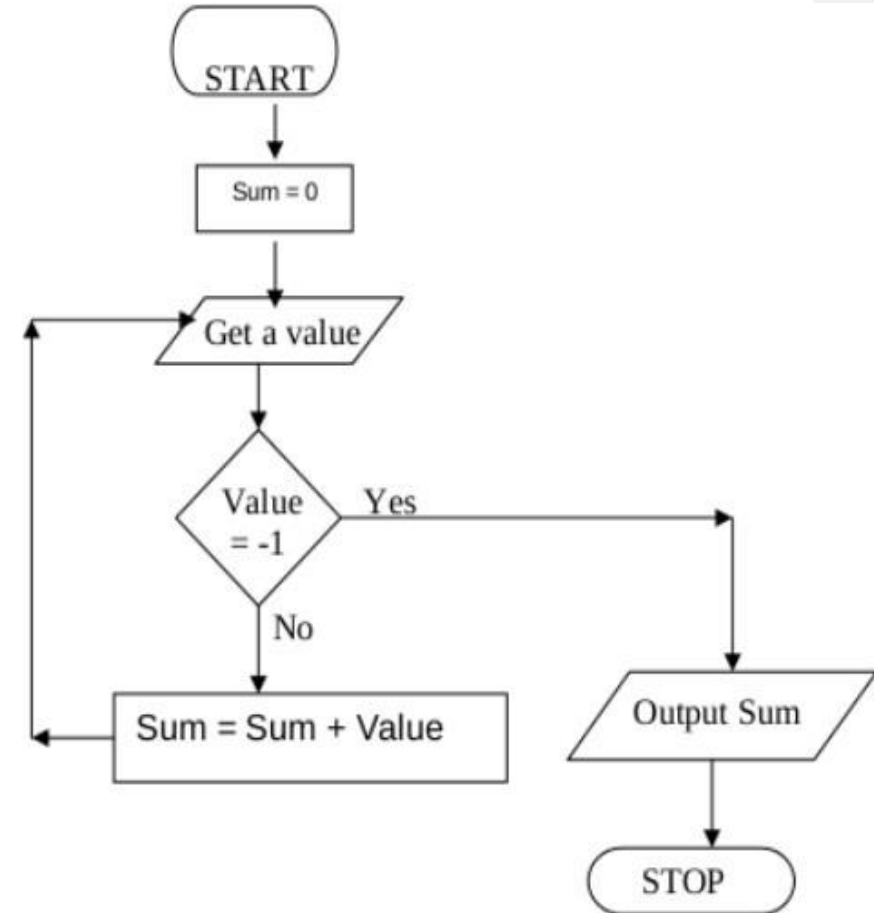 START
Sum = 0
Get a value
Value
= -1
Yes
No
Sum = Sum + Value
Output Sum
STOP